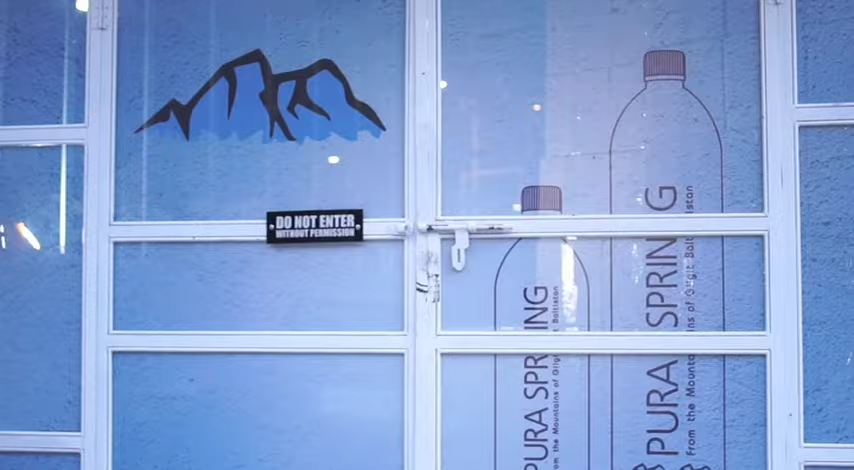 DO NOT ENTER
WITHOUT PERMISSION
PURA SPRING
From the Mountains of Gilgit Baltistan
PURA SPRING
From the Mountains of Gilgit Baltistan